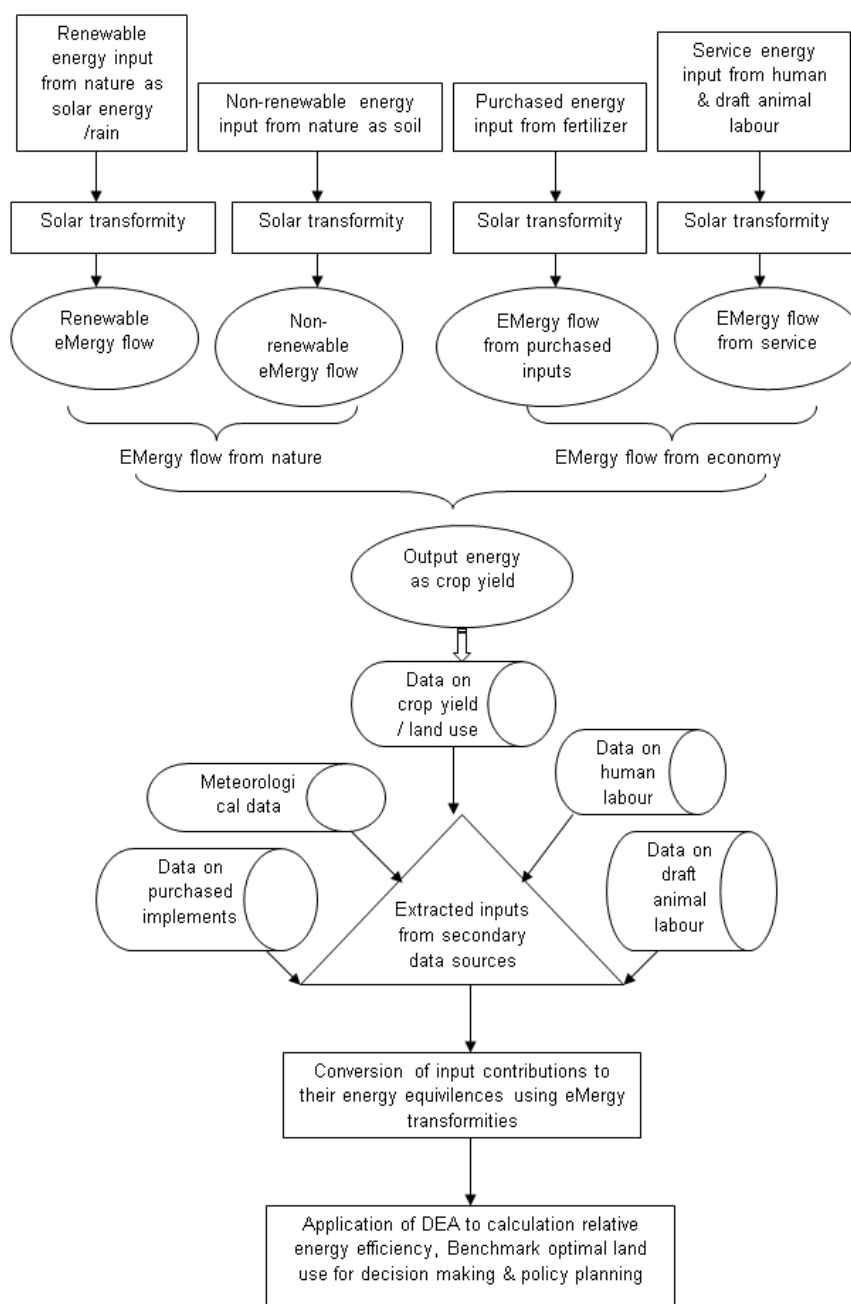 Renewable
energy input
from nature as
solar energy
/rain
Non-renewable energy
input from nature as soil
Purchased energy
input from fertilizer
Service energy
input from human
& draft animal
labour
Solar transformity
Solar transformity
Solar transformity
Solar transformity
Renewable
eMergy flow
Non-
renewable
eMergy flow
EMergy flow
from purchased
inputs
EMergy flow
from service
EMergy flow from nature
EMergy flow from economy
Output energy
as crop yield
Data on
crop yield
/ land use
Meteorologi
cal data
Data on
human
labour
Data on
purchased
implements
Data on
draft
animal
labour
Extracted inputs
from secondary
data sources
Conversion of input contributions to
their energy equivilences using eMergy
transformities
Application of DEA to calculation relative
energy efficiency, Benchmark optimal land
use for decision making & policy planning